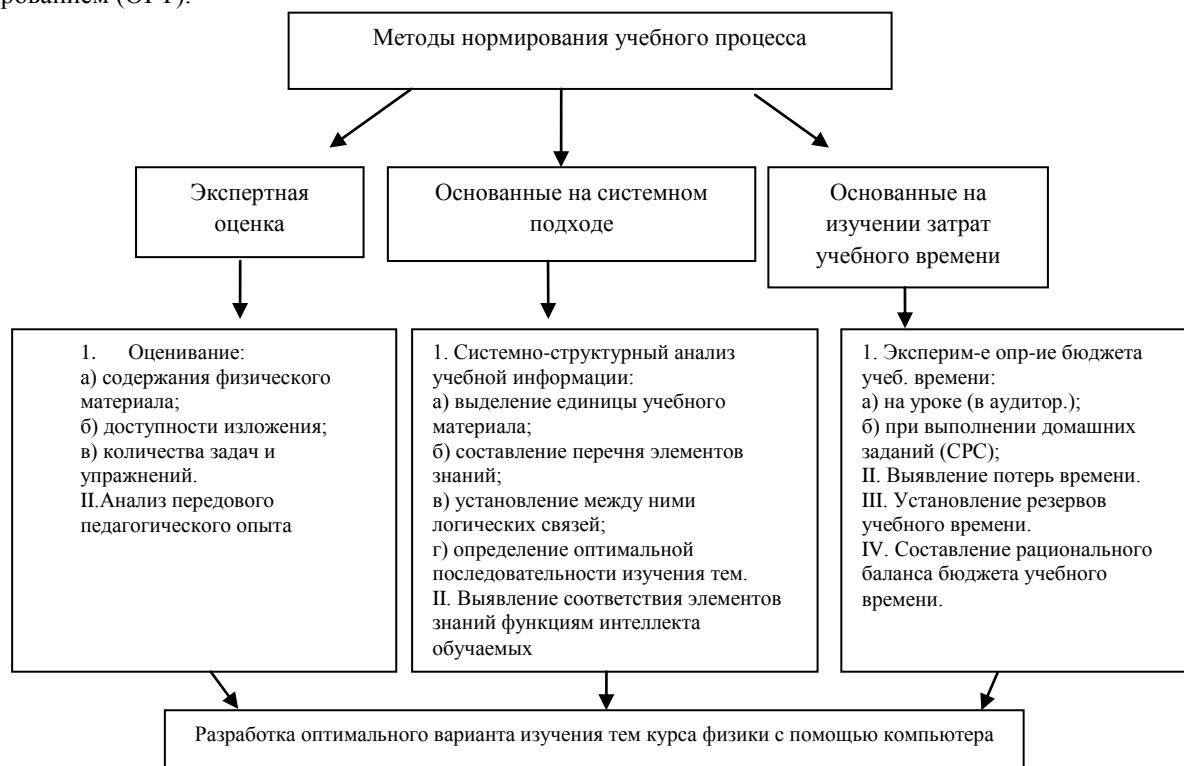 Методы нормирования учебного процесса
Экспертная
оценка
Основанные на системном
подходе
Основанные на
изучении затрат
учебного времени
1. Оценивание:
а) содержания физического
материала;
б) доступности изложения;
в) количества задач и
упражнений.
II.Анализ передового
педагогического опыта
1. Системно-структурный анализ
учебной информации:
а) выделение единицы учебного
материала;
б) составление перечня элементов
знаний;
в) установление между ними
логических связей;
г) определение оптимальной
последовательности изучения тем.
II. Выявление соответствия элементов
знаний функциям интеллекта
обучаемых
1. Эксперим-е опр-ие бюджета
учеб. времени:
а) на уроке (в аудитор.);
б) при выполнении домашних
заданий (СРС);
II. Выявление потерь времени.
III. Установление резервов
учебного времени.
IV. Составление рационального
баланса бюджета учебного
времени.
Разработка оптимального варианта изучения тем курса физики с помощью компьютера